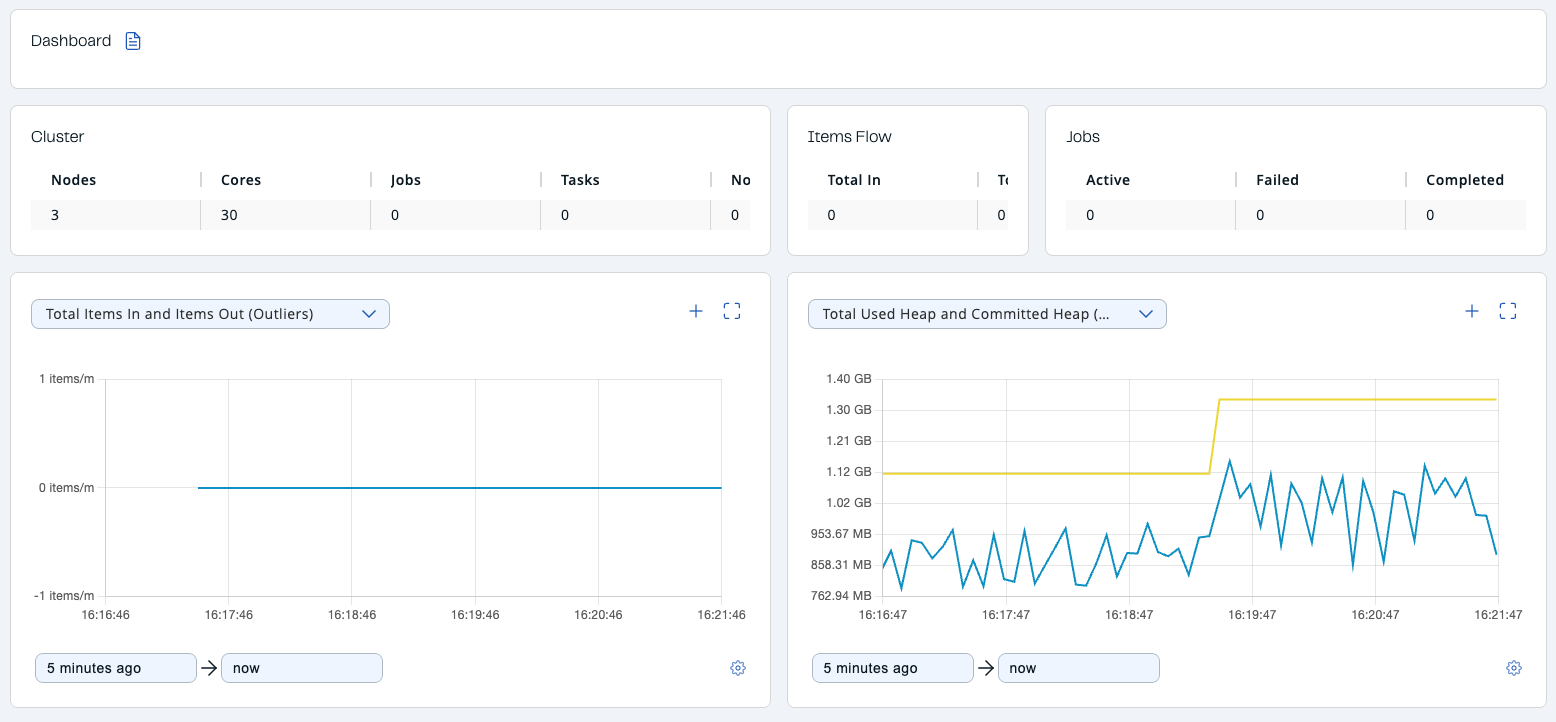 Dashboard
Cluster
Nodes Cores Jobs Tasks No
3 30 0 0 0
Items Flow
Total In
0 0
Jobs
Active Failed Completed
0 0 0
Total Items In and Items Out (Outliers)
1 items/m
0 items/m
-1 items/m
16:16:46 16:17:46 16:18:46 16:19:46 16:20:46 16:21:46
5 minutes ago → now
Total Used Heap and Committed Heap (...
1.40 GB
1.30 GB
1.21 GB
1.12 GB
1.02 GB
953.67 MB
858.31 MB
762.94 MB
16:16:47 16:17:47 16:18:47 16:19:47 16:20:47 16:21:47
5 minutes ago → now